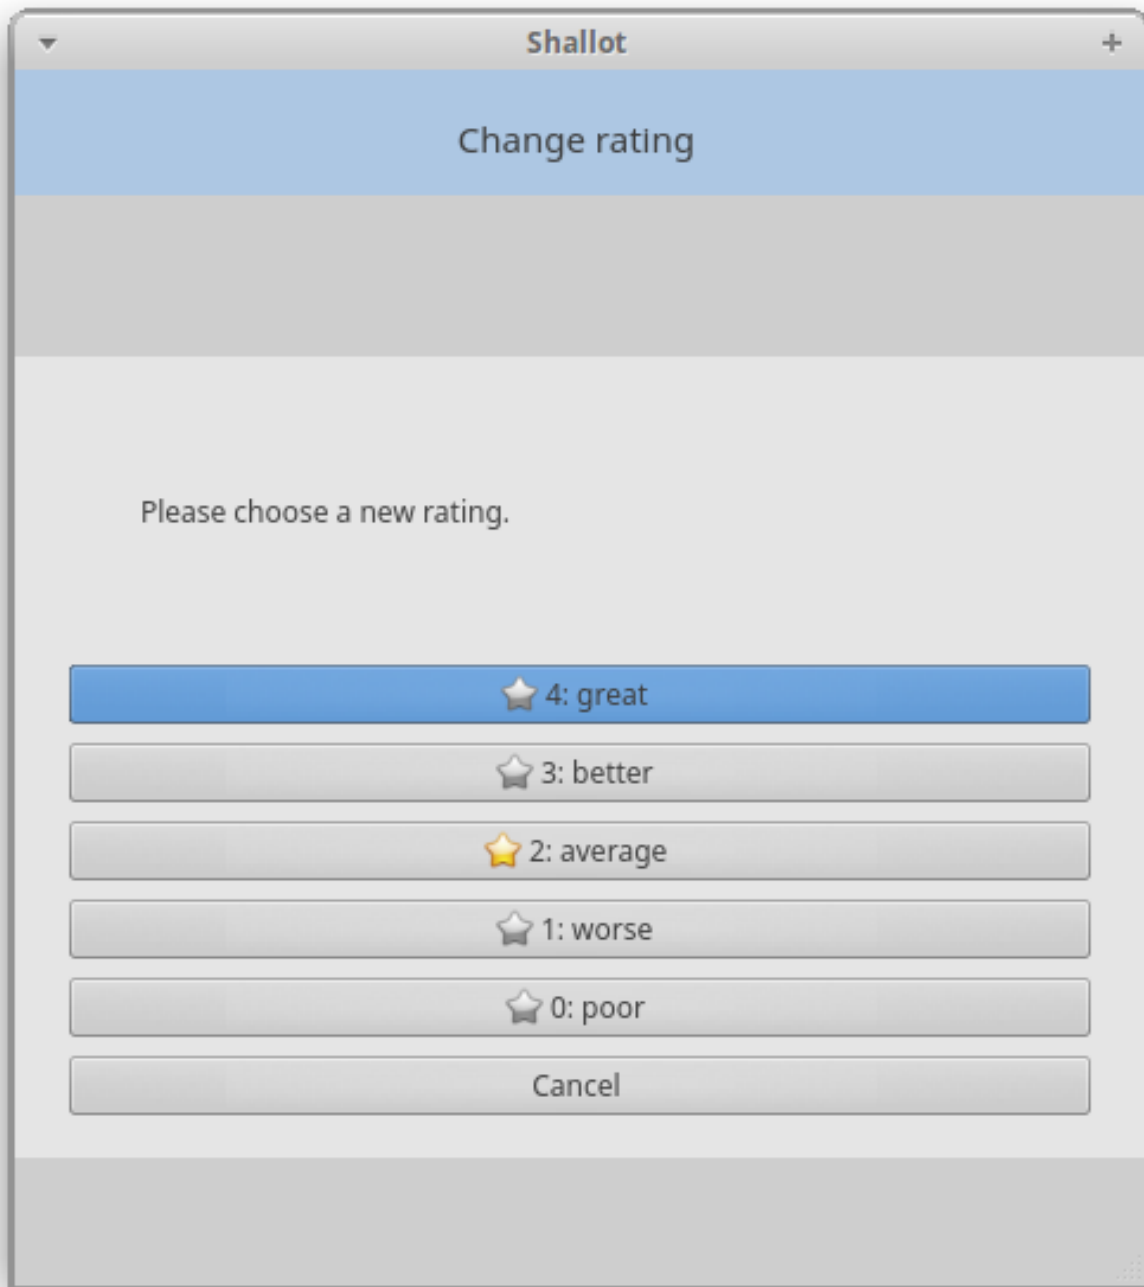 Shallot
Change rating
Please choose a new rating.
4: great
3: better
2: average
1: worse
0: poor
Cancel